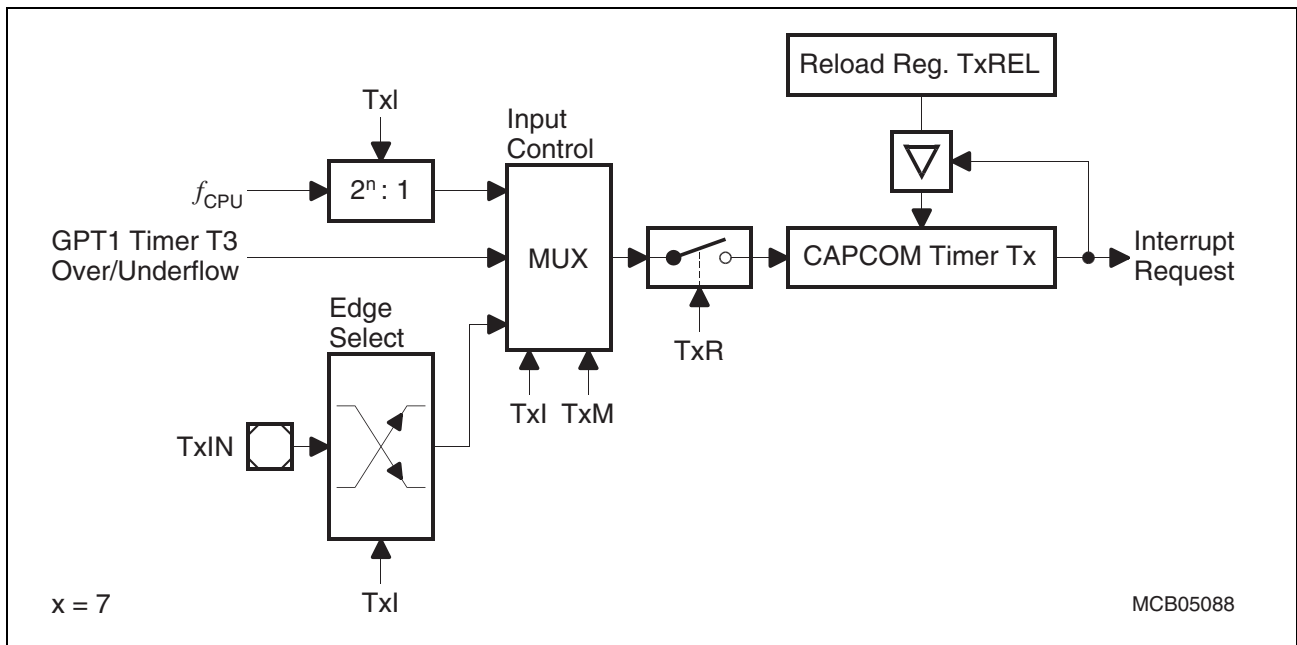 Reload Reg. TxREL
TxI
Input
Control
fCPU
2ⁿ : 1
GPT1 Timer T3
Over/Underflow
MUX
CAPCOM Timer Tx
Interrupt
Request
Edge
Select
TxR
TxI TxM
TxIN
TxI
x = 7
MCB05088